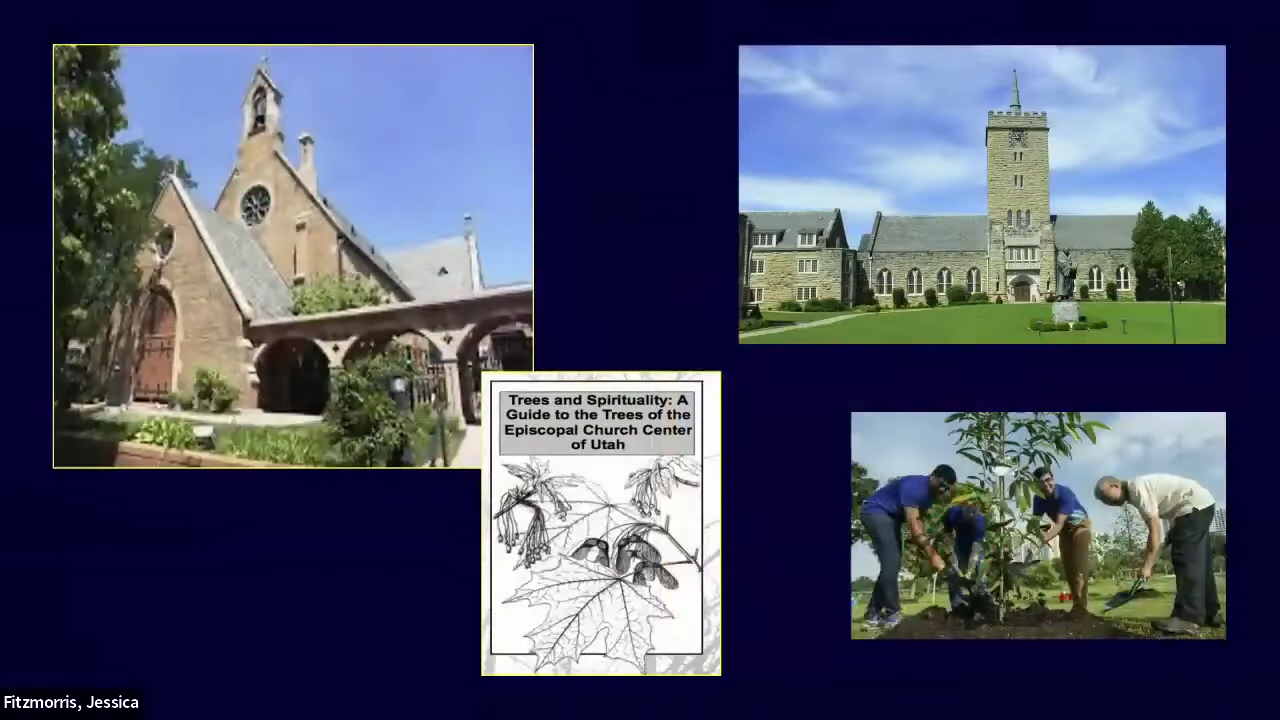 Trees and Spirituality: A
Guide to the Trees of the
Episcopal Church Center
of Utah
Fitzmorris, Jessica